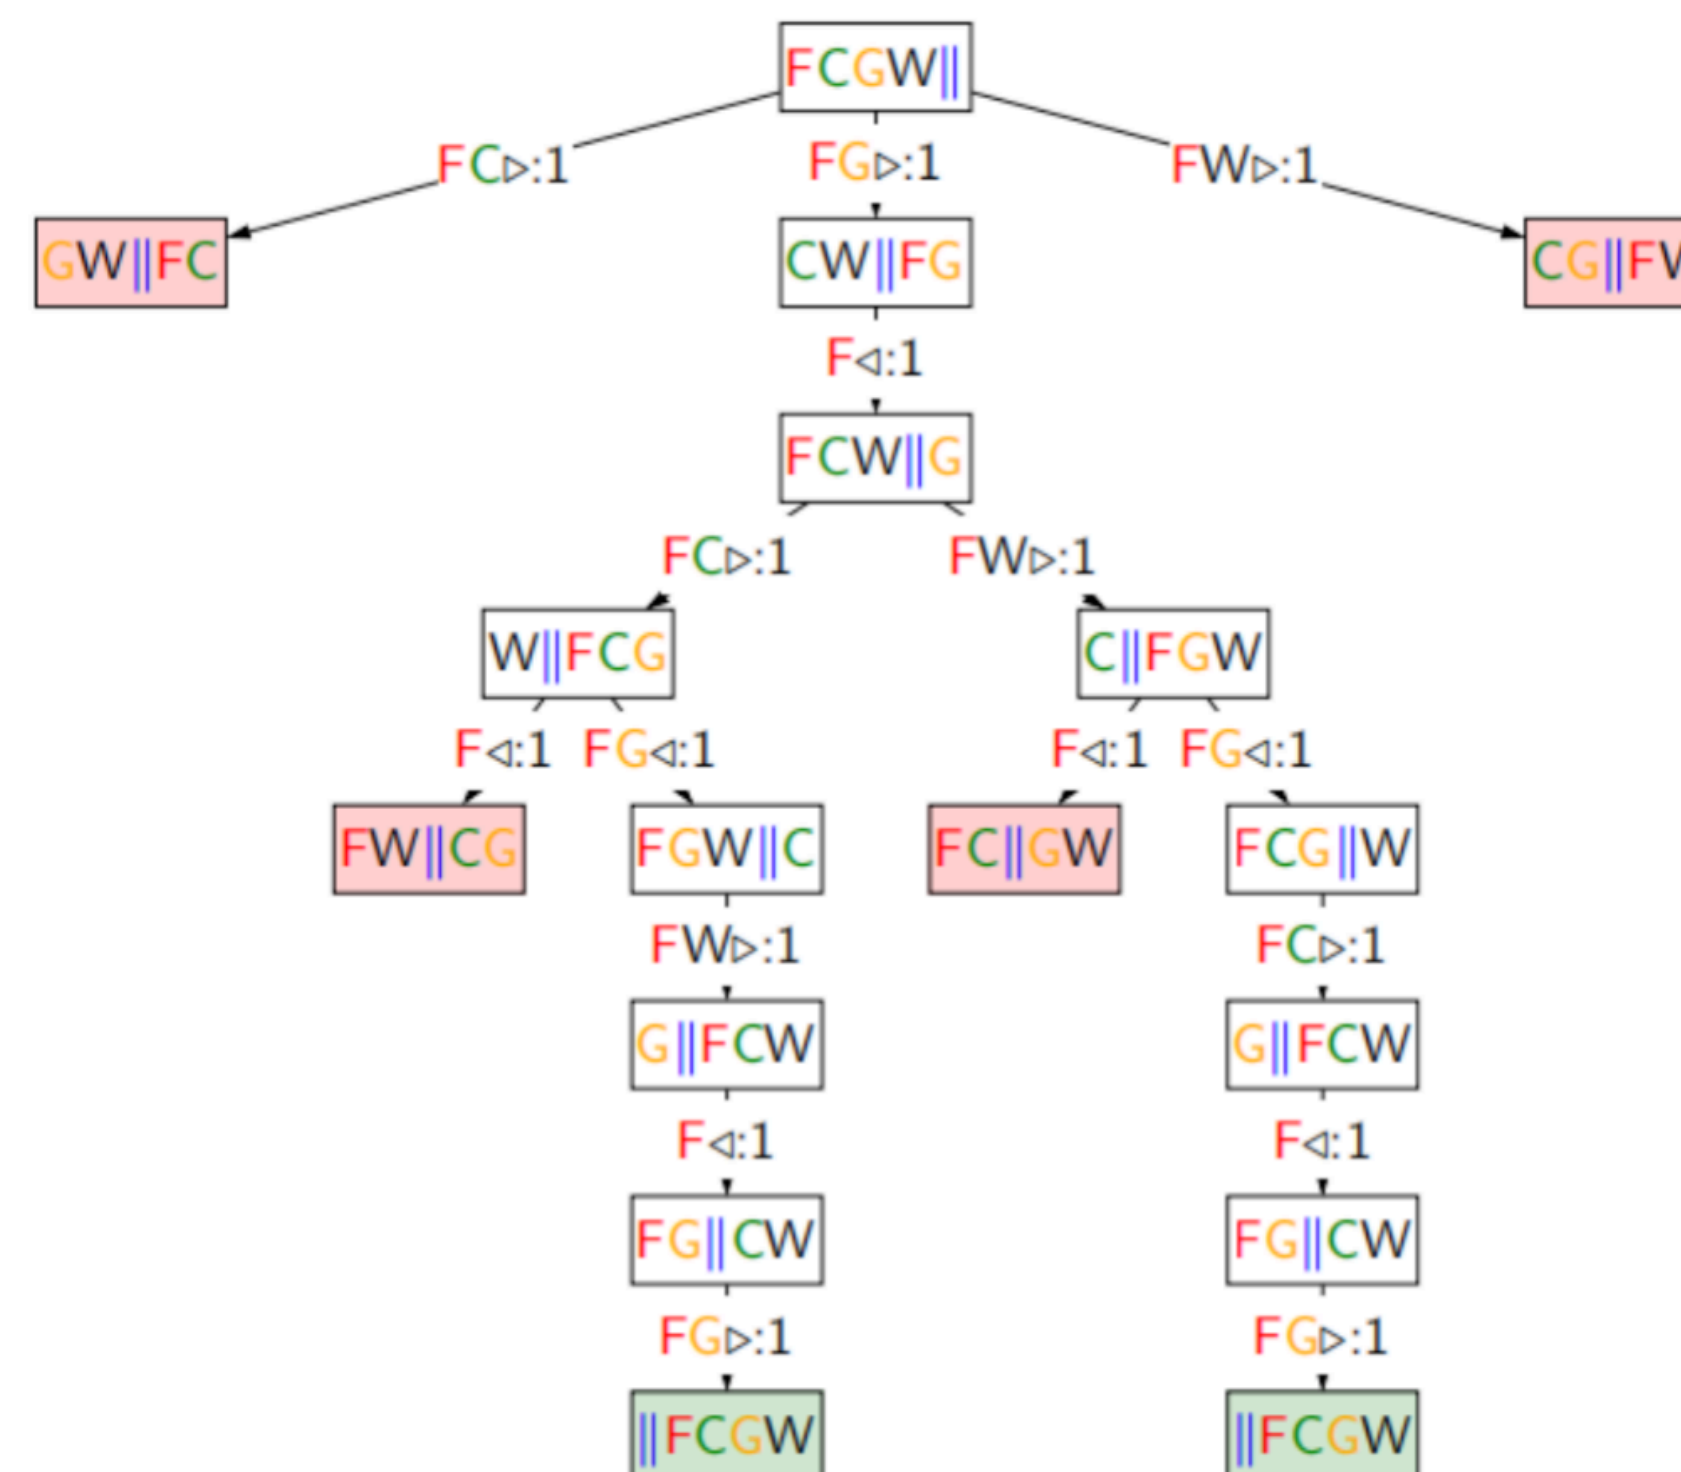 FCGW||
FC▷:1 FG▷:1 FW▷:1
GW||FC CW||FG CG||FW
F◁:1
FCW||G
FC▷:1 FW▷:1
W||FCG C||FGW
F◁:1 FG◁:1 F◁:1 FG◁:1
FW||CG FGW||C FC||GW FCG||W
FW▷:1 FC▷:1
G||FCW G||FCW
F◁:1 F◁:1
FG||CW FG||CW
FG▷:1 FG▷:1
||FCGW ||FCGW